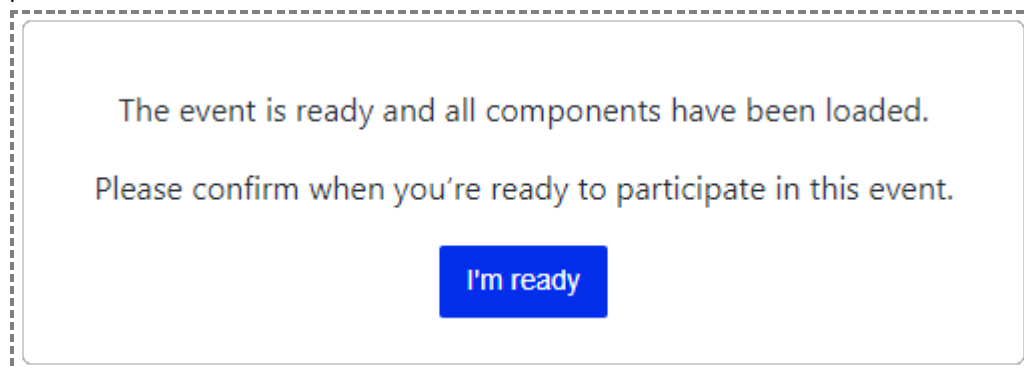 The event is ready and all components have been loaded.
Please confirm when you're ready to participate in this event.
I'm ready